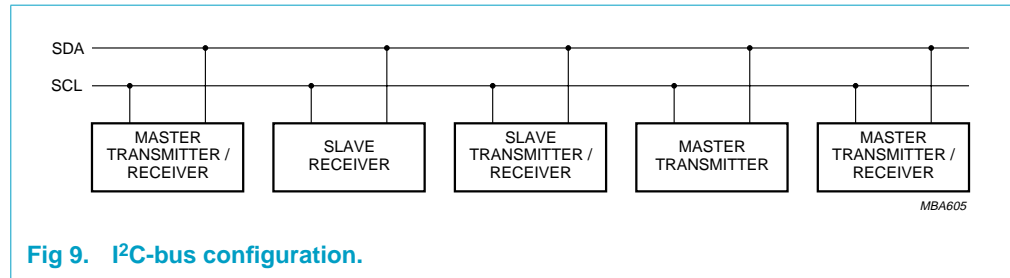 SDA
SCL
MASTER
TRANSMITTER /
RECEIVER
SLAVE
RECEIVER
SLAVE
TRANSMITTER /
RECEIVER
MASTER
TRANSMITTER
MASTER
TRANSMITTER /
RECEIVER
MBA605
Fig 9. I²C-bus configuration.